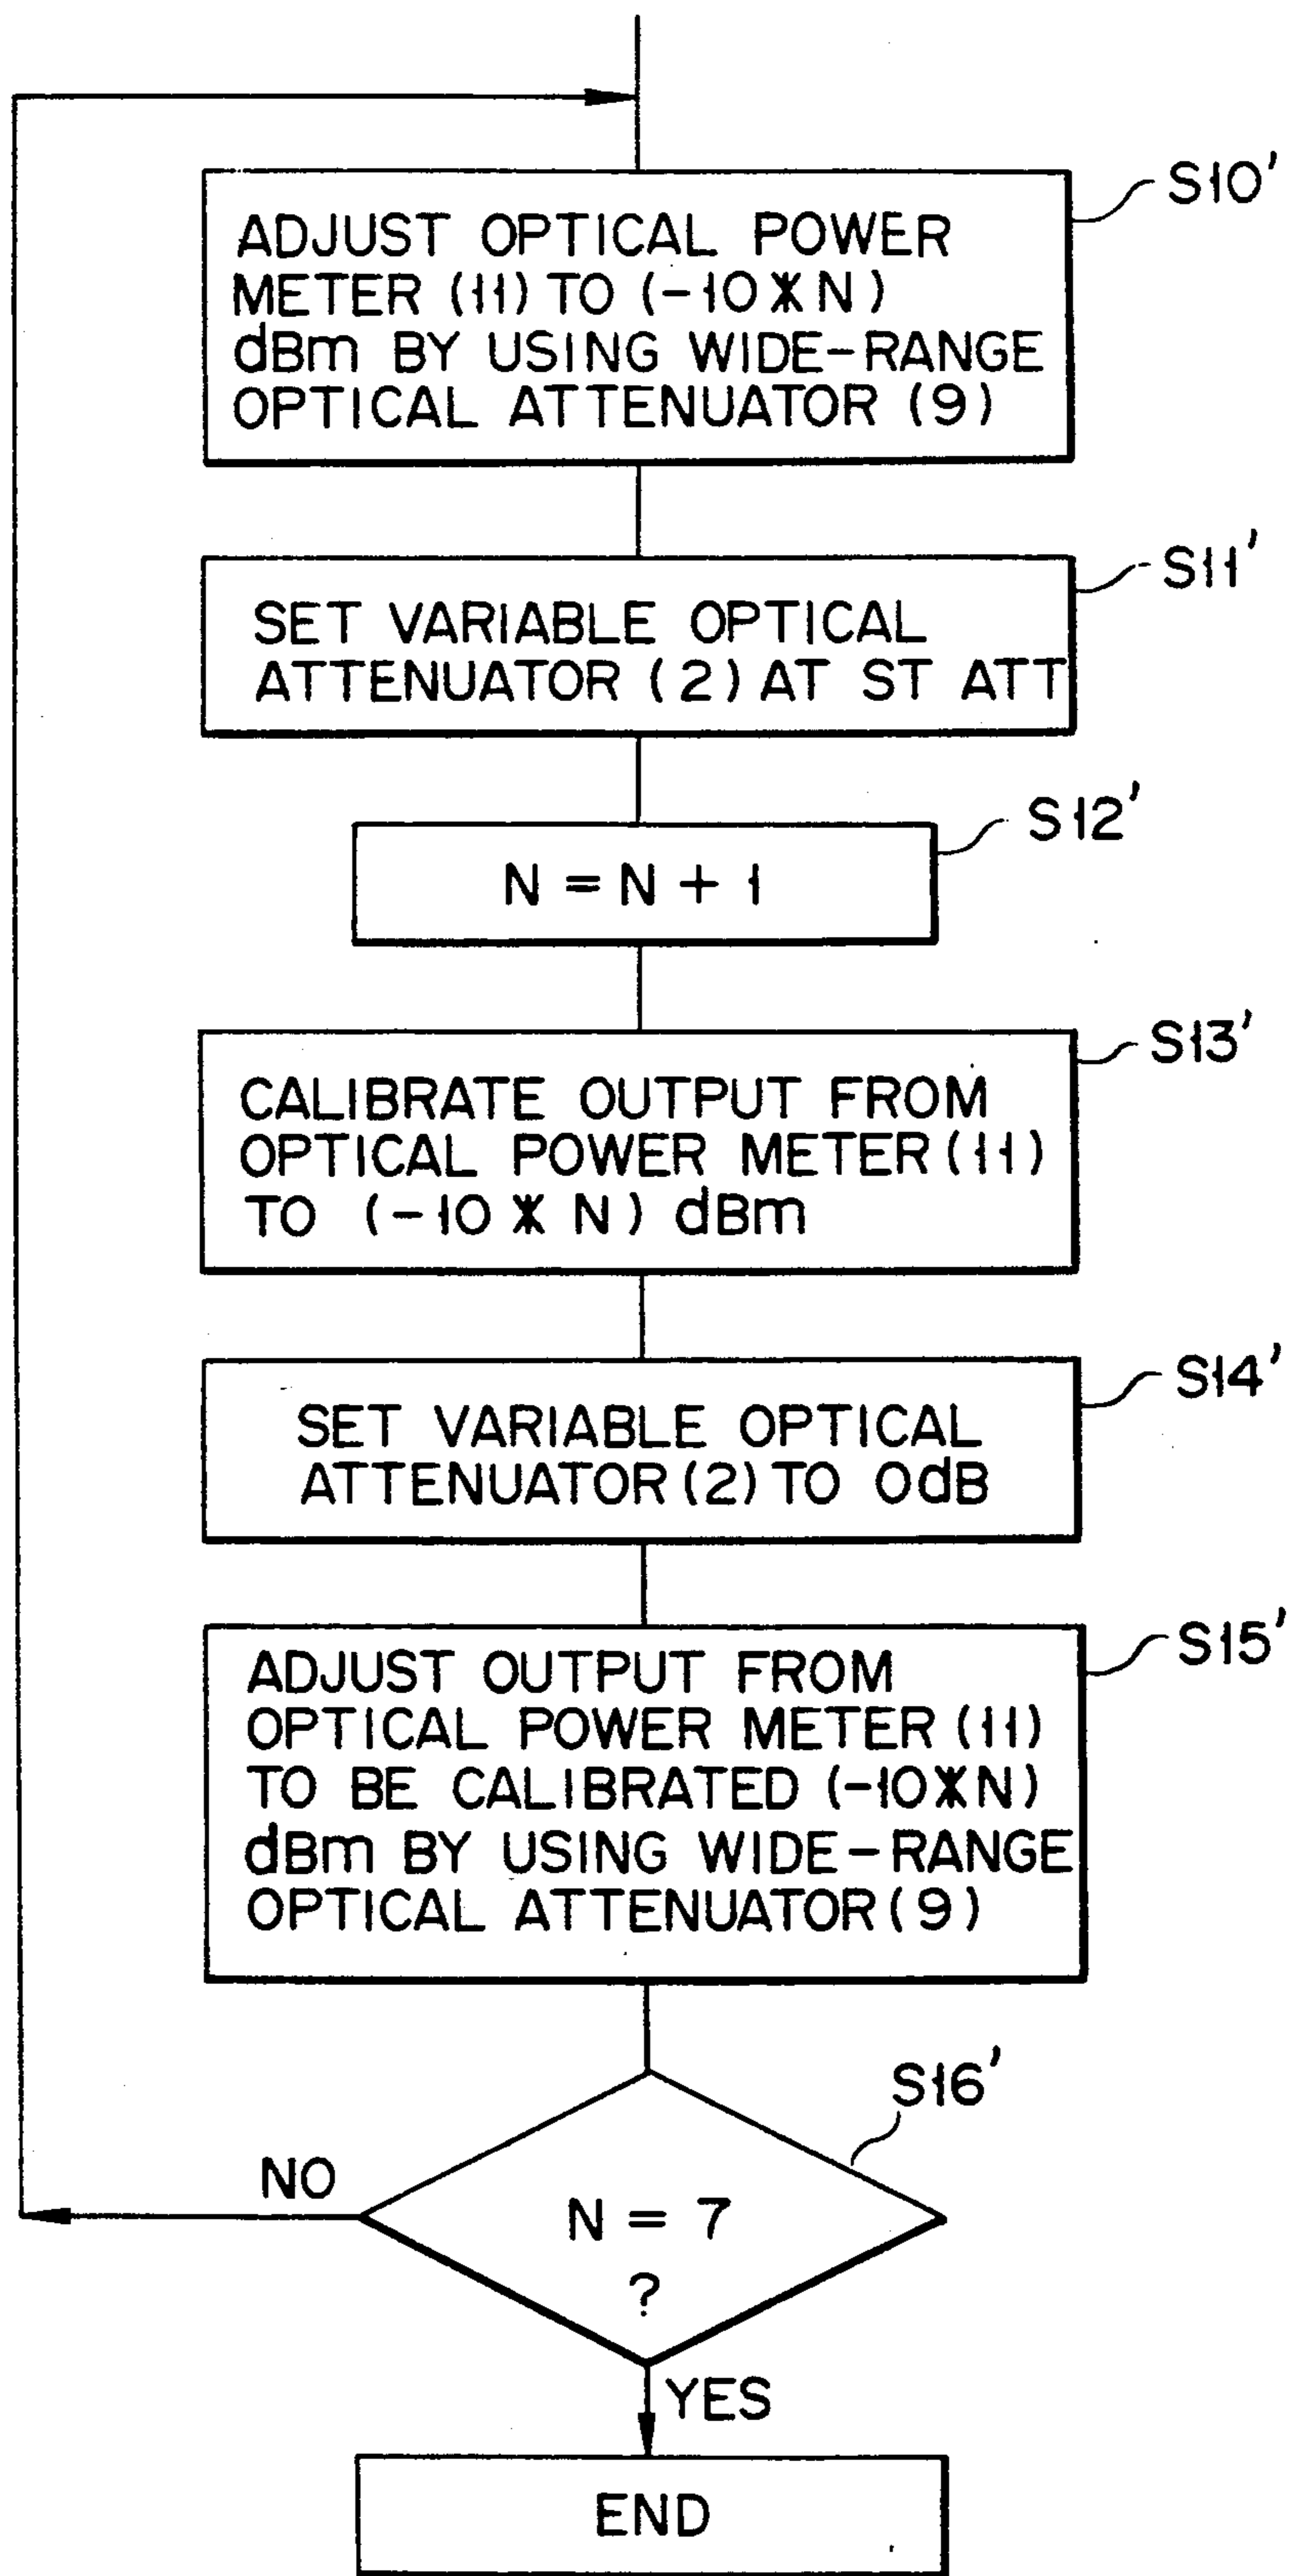 S10'
ADJUST OPTICAL POWER
METER (11) TO (-10 * N)
dBm BY USING WIDE-RANGE
OPTICAL ATTENUATOR (9)
S11'
SET VARIABLE OPTICAL
ATTENUATOR (2) AT ST ATT
S12'
N = N + 1
S13'
CALIBRATE OUTPUT FROM
OPTICAL POWER METER (11)
TO (-10 * N) dBm
S14'
SET VARIABLE OPTICAL
ATTENUATOR (2) TO 0dB
S15'
ADJUST OUTPUT FROM
OPTICAL POWER METER (11)
TO BE CALIBRATED (-10 * N)
dBm BY USING WIDE-RANGE
OPTICAL ATTENUATOR (9)
S16'
NO
N = 7
?
YES
END